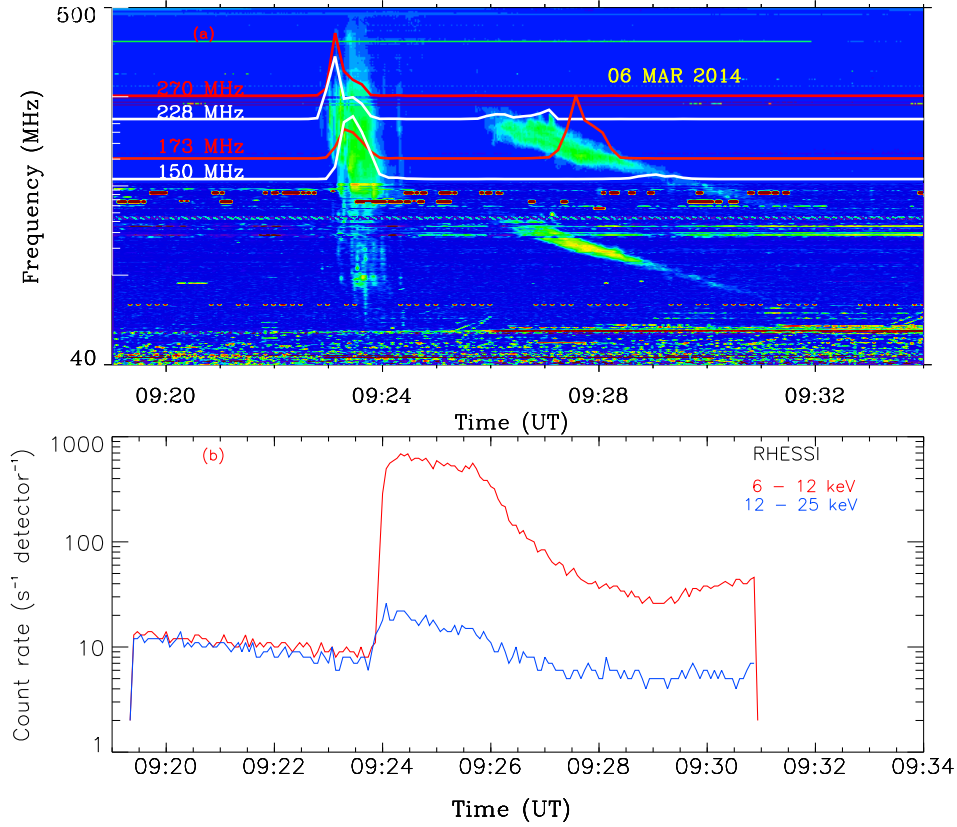 500
(a)
06 MAR 2014
270 MHz
228 MHz
173 MHz
150 MHz
Frequency (MHz)
40
09:20 09:24 09:28 09:32
Time (UT)
1000
(b)
RHESSI
6 – 12 keV
12 – 25 keV
100
10
1
Count rate (s⁻¹ detector⁻¹)
09:20 09:22 09:24 09:26 09:28 09:30 09:32 09:34
Time (UT)